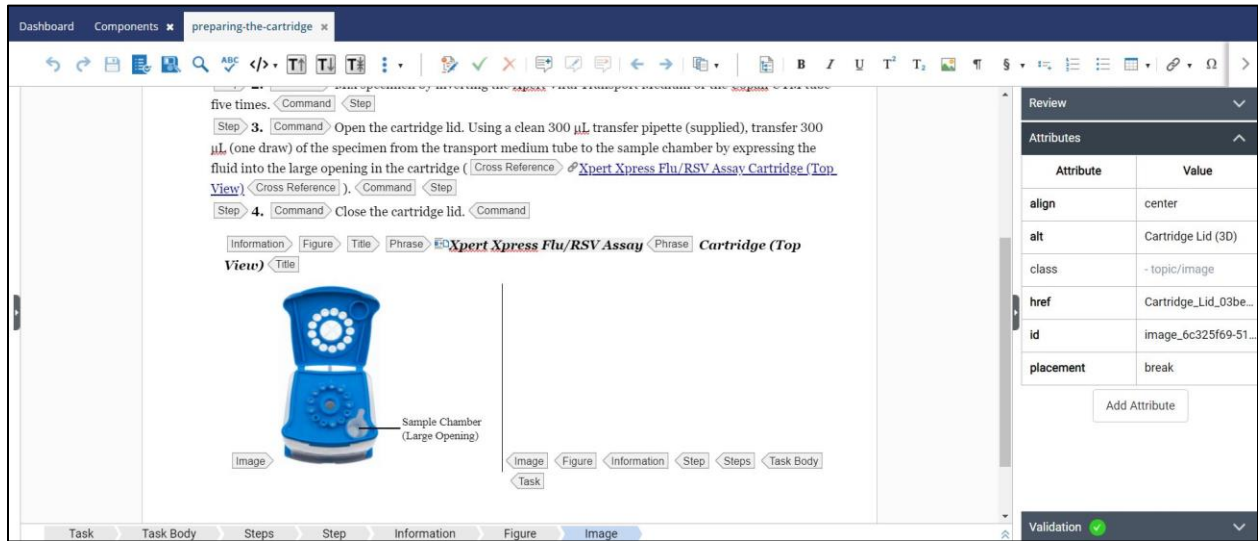 Dashboard Components × preparing-the-cartridge ×
ABC </> T T T B I U T² T₂ ¶ § Ω
five times. Command Step
Step 3. Command Open the cartridge lid. Using a clean 300 µL transfer pipette (supplied), transfer 300
µL (one draw) of the specimen from the transport medium tube to the sample chamber by expressing the
fluid into the large opening in the cartridge ( Cross Reference Xpert Xpress Flu/RSV Assay Cartridge (Top
View) Cross Reference ). Command Step
Step 4. Command Close the cartridge lid. Command
Information Figure Title Phrase Xpert Xpress Flu/RSV Assay Phrase Cartridge (Top
View) Title
Sample Chamber
(Large Opening)
Image Image Figure Information Step Steps Task Body
Task
Task Task Body Steps Step Information Figure Image
Review
Attributes
Attribute Value
align center
alt Cartridge Lid (3D)
class - topic/image
href Cartridge_Lid_03be...
id image_6c325f69-51...
placement break
Add Attribute
Validation